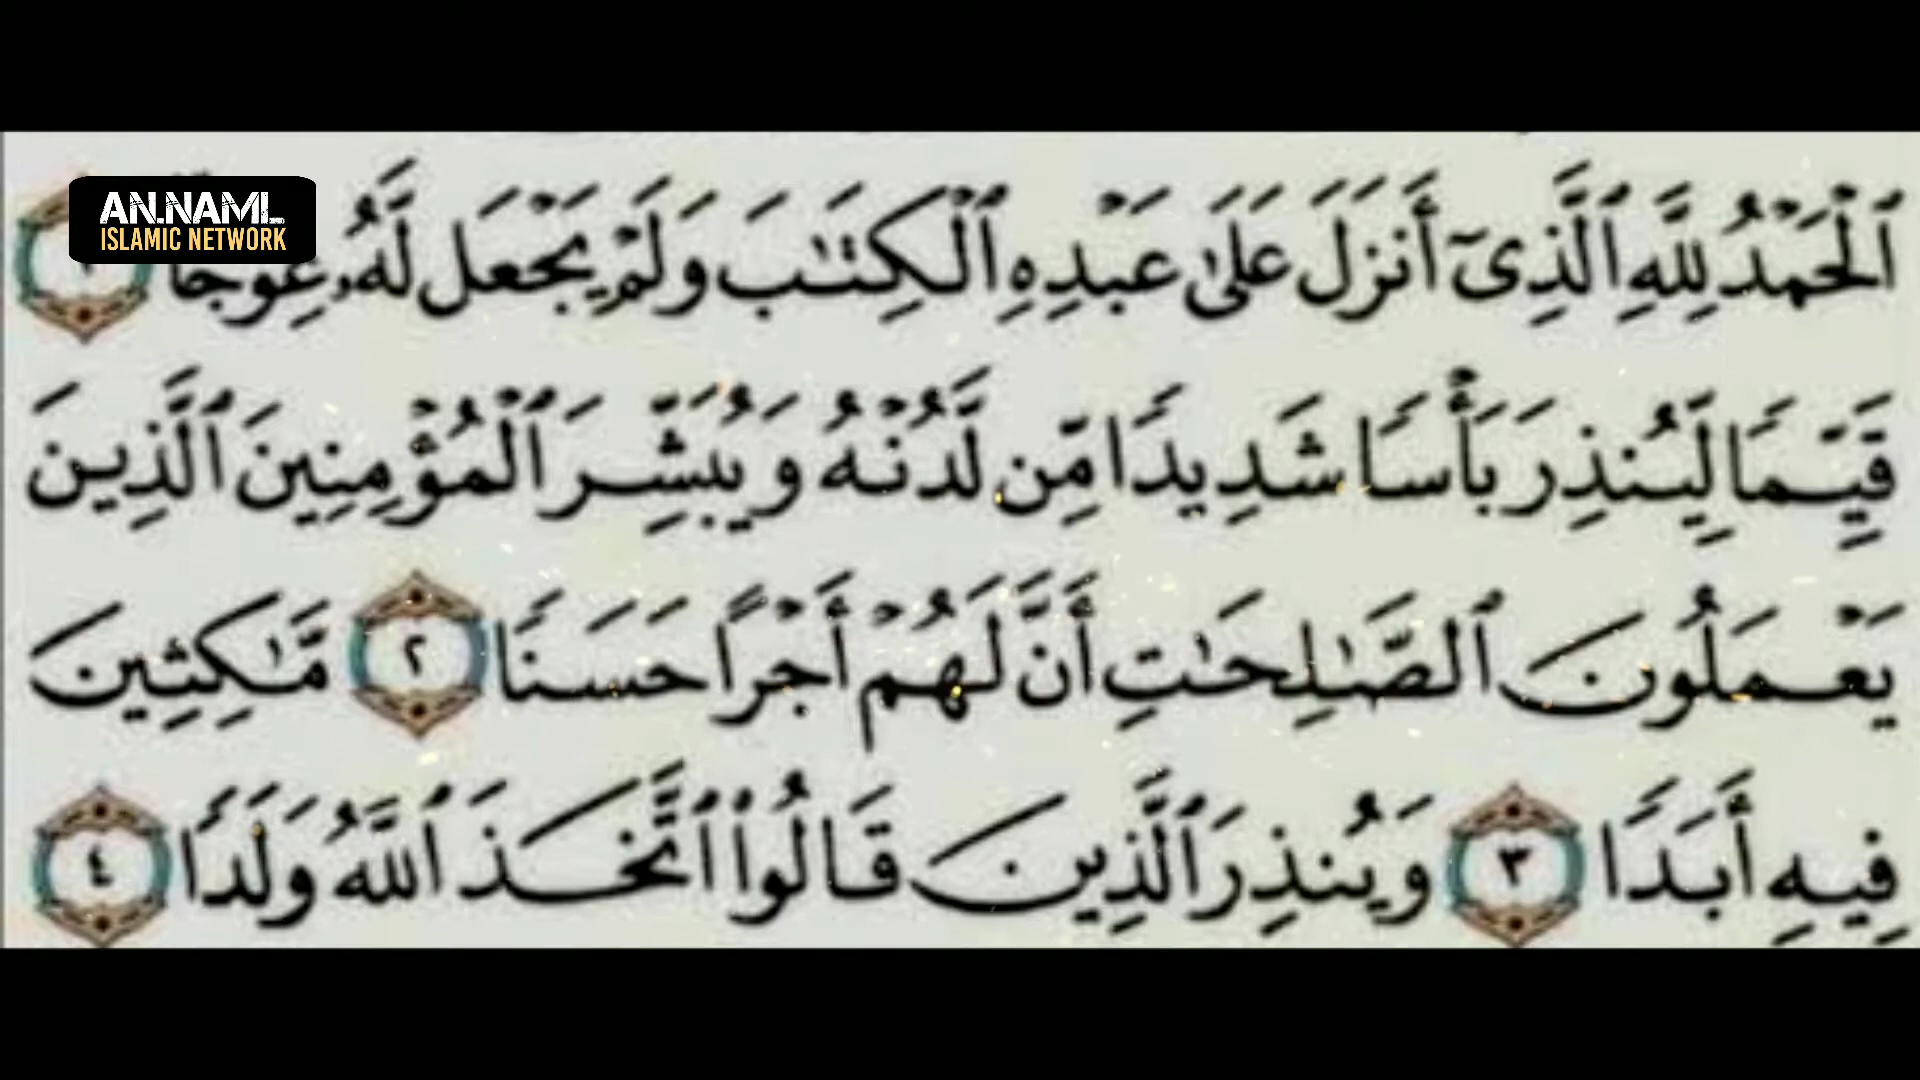 AN.NAML
ISLAMIC NETWORK
ٱلْحَمْدُ لِلَّهِ ٱلَّذِىٓ أَنزَلَ عَلَىٰ عَبْدِهِ ٱلْكِتَٰبَ وَلَمْ يَجْعَل لَّهُۥ عِوَجَاۜ ١
قَيِّمًا لِّيُنذِرَ بَأْسًا شَدِيدًا مِّن لَّدُنْهُ وَيُبَشِّرَ ٱلْمُؤْمِنِينَ ٱلَّذِينَ
يَعْمَلُونَ ٱلصَّٰلِحَٰتِ أَنَّ لَهُمْ أَجْرًا حَسَنًا ٢ مَّٰكِثِينَ
فِيهِ أَبَدًا ٣ وَيُنذِرَ ٱلَّذِينَ قَالُوا۟ ٱتَّخَذَ ٱللَّهُ وَلَدًا ٤